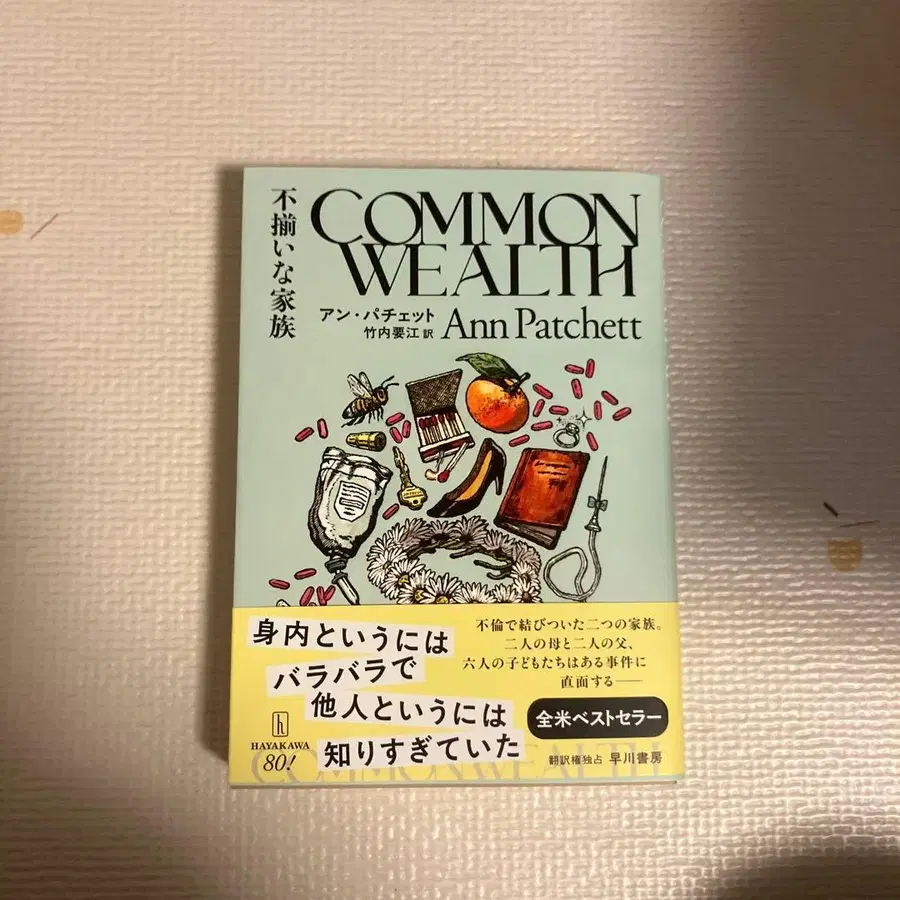 不揃いな家族
COMMON
WEALTH
アン・パチェット
竹内要江 訳
Ann Patchett
身内というには
バラバラで
他人というには
知りすぎていた
不倫で結びついた二つの家族。
二人の母と二人の父、
六人の子どもたちはある事件に
直面する——
全米ベストセラー
h
HAYAKAWA
80!
翻訳権独占 早川書房
COMMONWEALTH